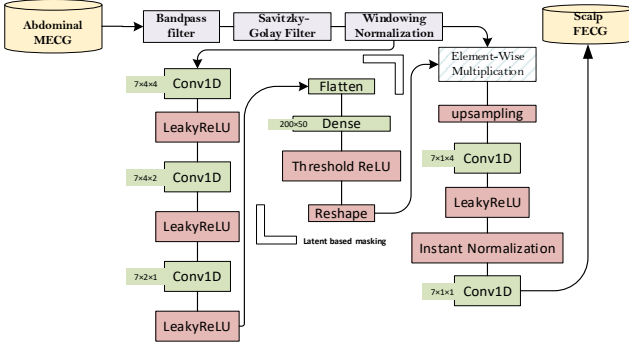 Abdominal
MECG
Bandpass
filter
Savitzky-
Golay Filter
Windowing
Normalization
Scalp
FECG
7×4×4
Conv1D
LeakyReLU
7×4×2
Conv1D
LeakyReLU
7×2×1
Conv1D
LeakyReLU
Flatten
200×50
Dense
Threshold ReLU
Reshape
Latent based masking
Element-Wise
Multiplication
upsampling
7×1×4
Conv1D
LeakyReLU
Instant Normalization
7×1×1
Conv1D